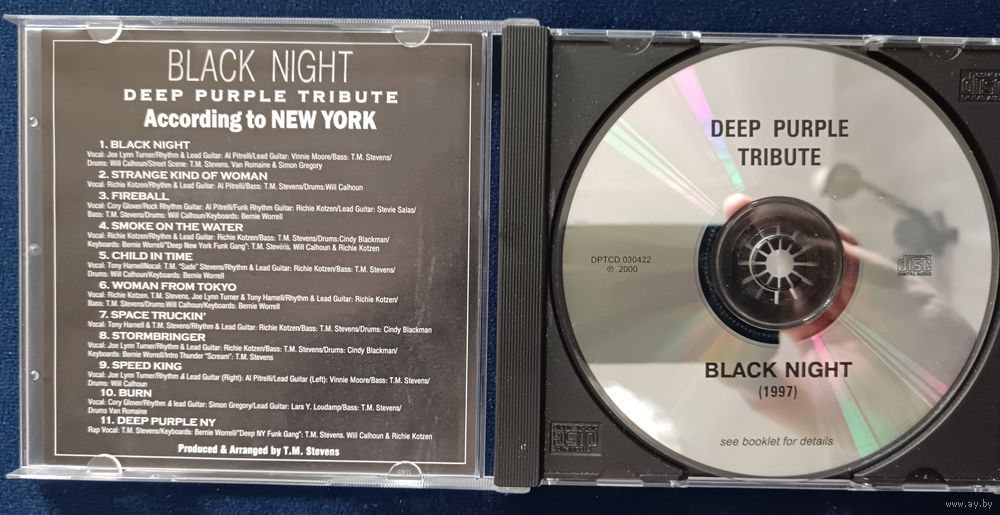 BLACK NIGHT
DEEP PURPLE TRIBUTE
According to NEW YORK
1. BLACK NIGHT
Vocal: Joe Lynn Turner/Rhythm & Lead Guitar: Al Pitrelli/Lead Guitar: Vinnie Moore/Bass: T.M. Stevens/
Drums: Will Calhoun/Street Scene: T.M. Stevens. Van Romaine & Simon Gregory
2. STRANGE KIND OF WOMAN
Vocal: Richie Kotzen/Rhythm & Lead Guitar: Al Pitrelli/Bass: T.M. Stevens/Drums:Will Calhoun
3. FIREBALL
Vocal: Cory Glover/Rock Rhythm Guitar: Al Pitrelli/Funk Rhythm Guitar: Richie Kotzen/Lead Guitar: Stevie Salas/
Bass: T.M. Stevens/Drums: Will Calhoun/Keyboards: Bernie Worrell
4. SMOKE ON THE WATER
Vocal: Richie Kotzen/Rhythm & Lead Guitar: Richie Kotzen/Bass: T.M. Stevens/Drums:Cindy Blackman/
Keyboards: Bernie Worrell/"Deep New York Funk Gang": T.M. Stevens. Will Calhoun & Richie Kotzen
5. CHILD IN TIME
Vocal: Tony Harnell/Nocal: T.M. "Sade" Stevens/Rhythm & Lead Guitar: Richie Kotzen/Bass: T.M. Stevens/
Drums: Will Calhoun/Keyboards: Bernie Worrell
6. WOMAN FROM TOKYO
Vocal: Richie Kotzen. T.M. Stevens, Joe Lynn Turner & Tony Harnell/Rhythm & Lead Guitar: Richie Kotzen/
Bass: T.M. Stevens/Drums:Will Calhoun/Keyboards: Bernie Worrell
7. SPACE TRUCKIN'
Vocal: Tony Harnell & T.M. Stevens/Rhythm & Lead Guitar: Richie Kotzen/Bass: T.M. Stevens/Drums: Cindy Blackman
8. STORMBRINGER
Vocal: Joe Lynn Turner/Rhythm & Lead Guitar: Richie Kotzen/Bass: T.M. Stevens/Drums:Cindy Blackman/
Keyboards: Bernie Worrell/Intro Thunder "Scream": T.M. Stevens
9. SPEED KING
Vocal: Joe Lynn Turner/Rhythm & Lead Guitar (Right): Al Pitrelli/Lead Guitar (Left): Vinnie Moore/Bass: T.M. Stevens/
Drums: Will Calhoun
10. BURN
Vocal: Cory Glover/Rhythm & lead Guitar: Simon Gregory/Lead Guitar: Lars Y. Loudamp/Bass: T.M. Stevens/
Drums Van Romaine
11. DEEP PURPLE NY
Rap Vocal: T.M. Stevens/Keyboards: Bernie Worrell/"Deep NY Funk Gang": T.M. Stevens. Will Calhoun & Richie Kotzen
Produced & Arranged by T.M. Stevens
DEEP PURPLE
TRIBUTE
DPTCD 030422
℗ 2000
COMPACT
disc
DIGITAL AUDIO
BLACK NIGHT
(1997)
see booklet for details
www.ay.by